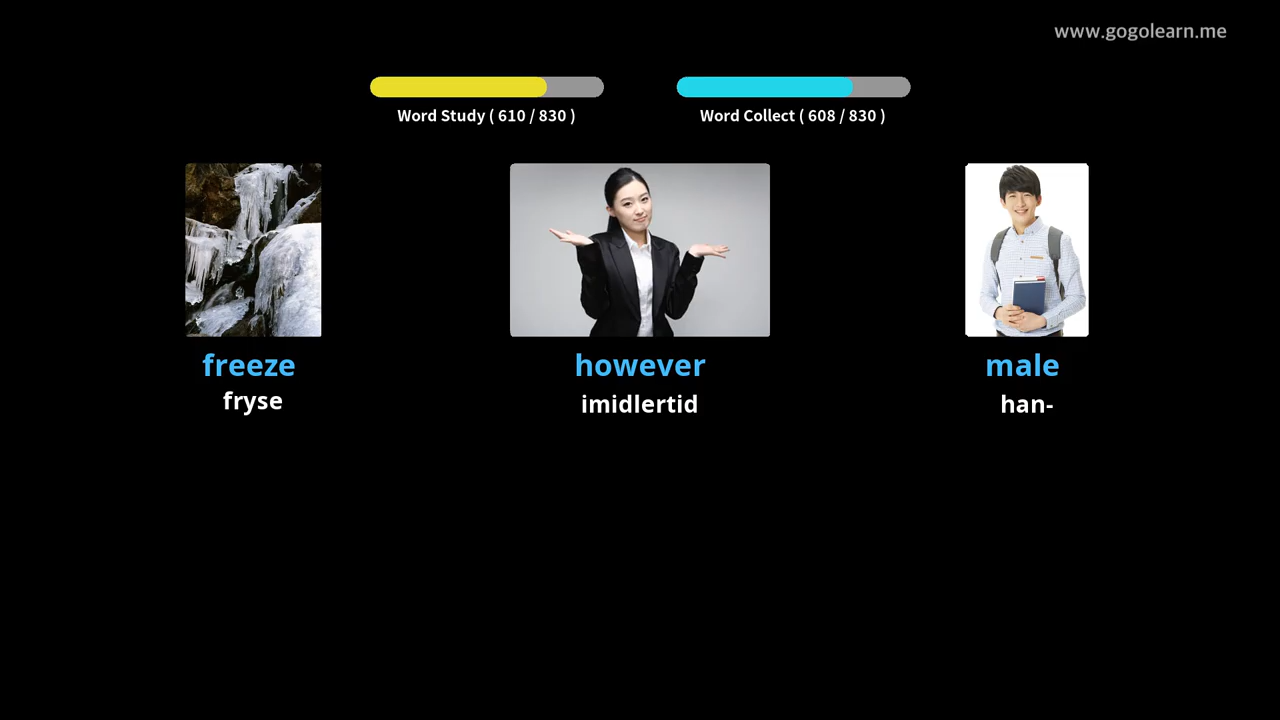 www.gogolearn.me
Word Study ( 610 / 830 )
Word Collect ( 608 / 830 )
freeze
fryse
however
imidlertid
male
han-